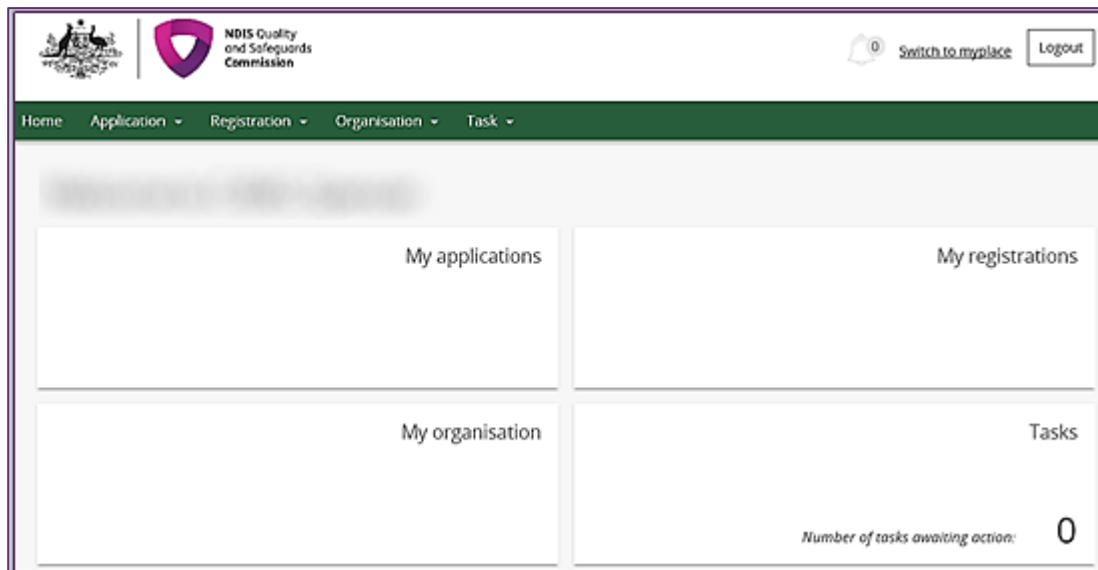 NDIS Quality
and Safeguards
Commission
0
Switch to myplace
Logout
Home Application Registration Organisation Task
My applications
My registrations
My organisation
Tasks
Number of tasks awaiting action: 0